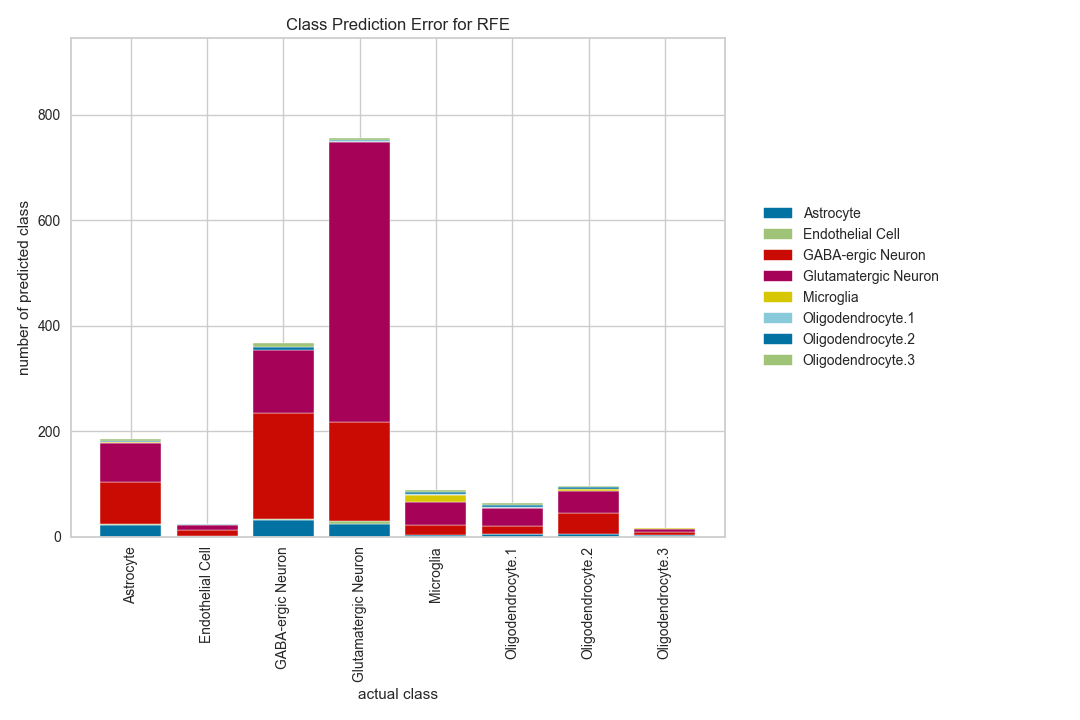 Class Prediction Error for RFE
number of predicted class
800
600
400
200
0
Astrocyte
Endothelial Cell
GABA-ergic Neuron
Glutamatergic Neuron
Microglia
Oligodendrocyte.1
Oligodendrocyte.2
Oligodendrocyte.3
actual class
Astrocyte
Endothelial Cell
GABA-ergic Neuron
Glutamatergic Neuron
Microglia
Oligodendrocyte.1
Oligodendrocyte.2
Oligodendrocyte.3